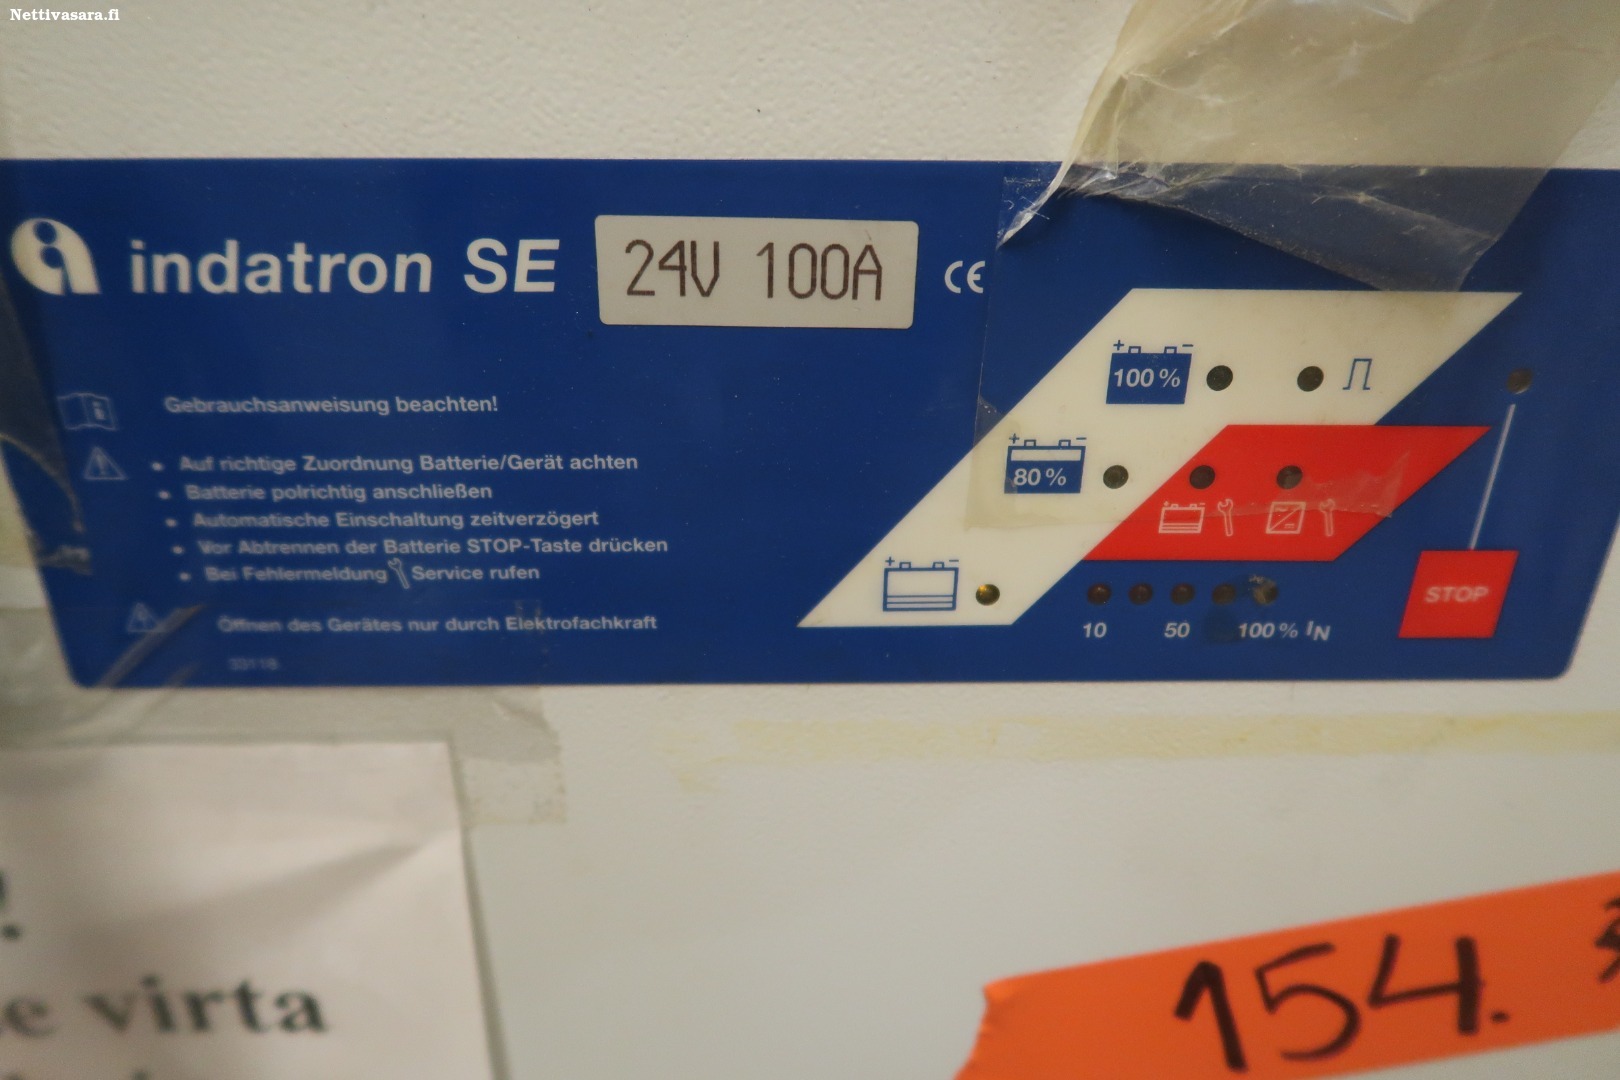 Nettivasara.fi
indatron SE 24V 100A CE
Gebrauchsanweisung beachten!
• Auf richtige Zuordnung Batterie/Gerät achten
• Batterie polrichtig anschließen
• Automatische Einschaltung zeitverzögert
• Vor Abtrennen der Batterie STOP-Taste drücken
• Bei Fehlermeldung Service rufen
Öffnen des Gerätes nur durch Elektrofachkraft
33118
+ −
100%
+ −
80%
+ −
10 50 100% IN
STOP
virta
154.